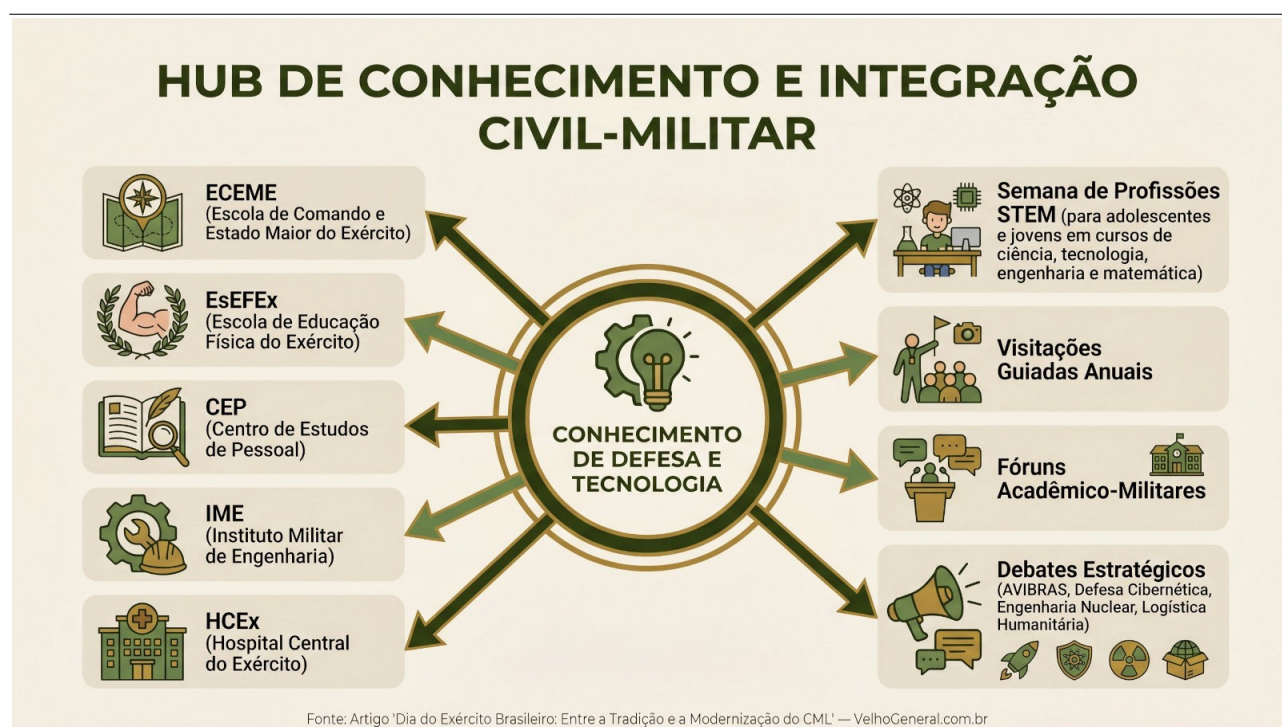 HUB DE CONHECIMENTO E INTEGRAÇÃO
CIVIL-MILITAR
ECEME
(Escola de Comando e
Estado Maior do Exército)
EsEFEx
(Escola de Educação
Física do Exército)
CEP
(Centro de Estudos
de Pessoal)
IME
(Instituto Militar
de Engenharia)
HCEx
(Hospital Central
do Exército)
CONHECIMENTO
DE DEFESA E
TECNOLOGIA
Semana de Profissões
STEM (para adolescentes
e jovens em cursos de
ciência, tecnologia,
engenharia e matemática)
Visitações
Guiadas Anuais
Fóruns
Acadêmico-Militares
Debates Estratégicos
(AVIBRAS, Defesa Cibernética,
Engenharia Nuclear, Logística
Humanitária)
Fonte: Artigo 'Dia do Exército Brasileiro: Entre a Tradição e a Modernização do CML' — VelhoGeneral.com.br